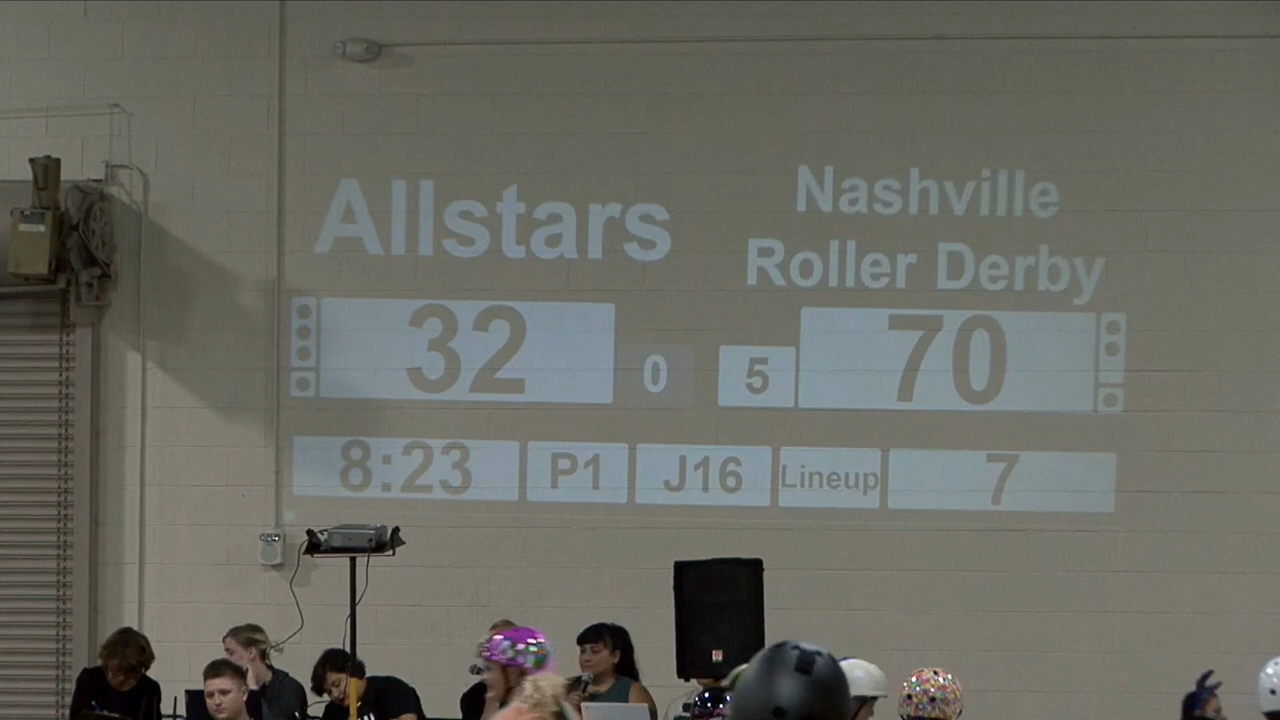 Allstars
Nashville
Roller Derby
32
0
5
70
8:23
P1
J16
Lineup
7